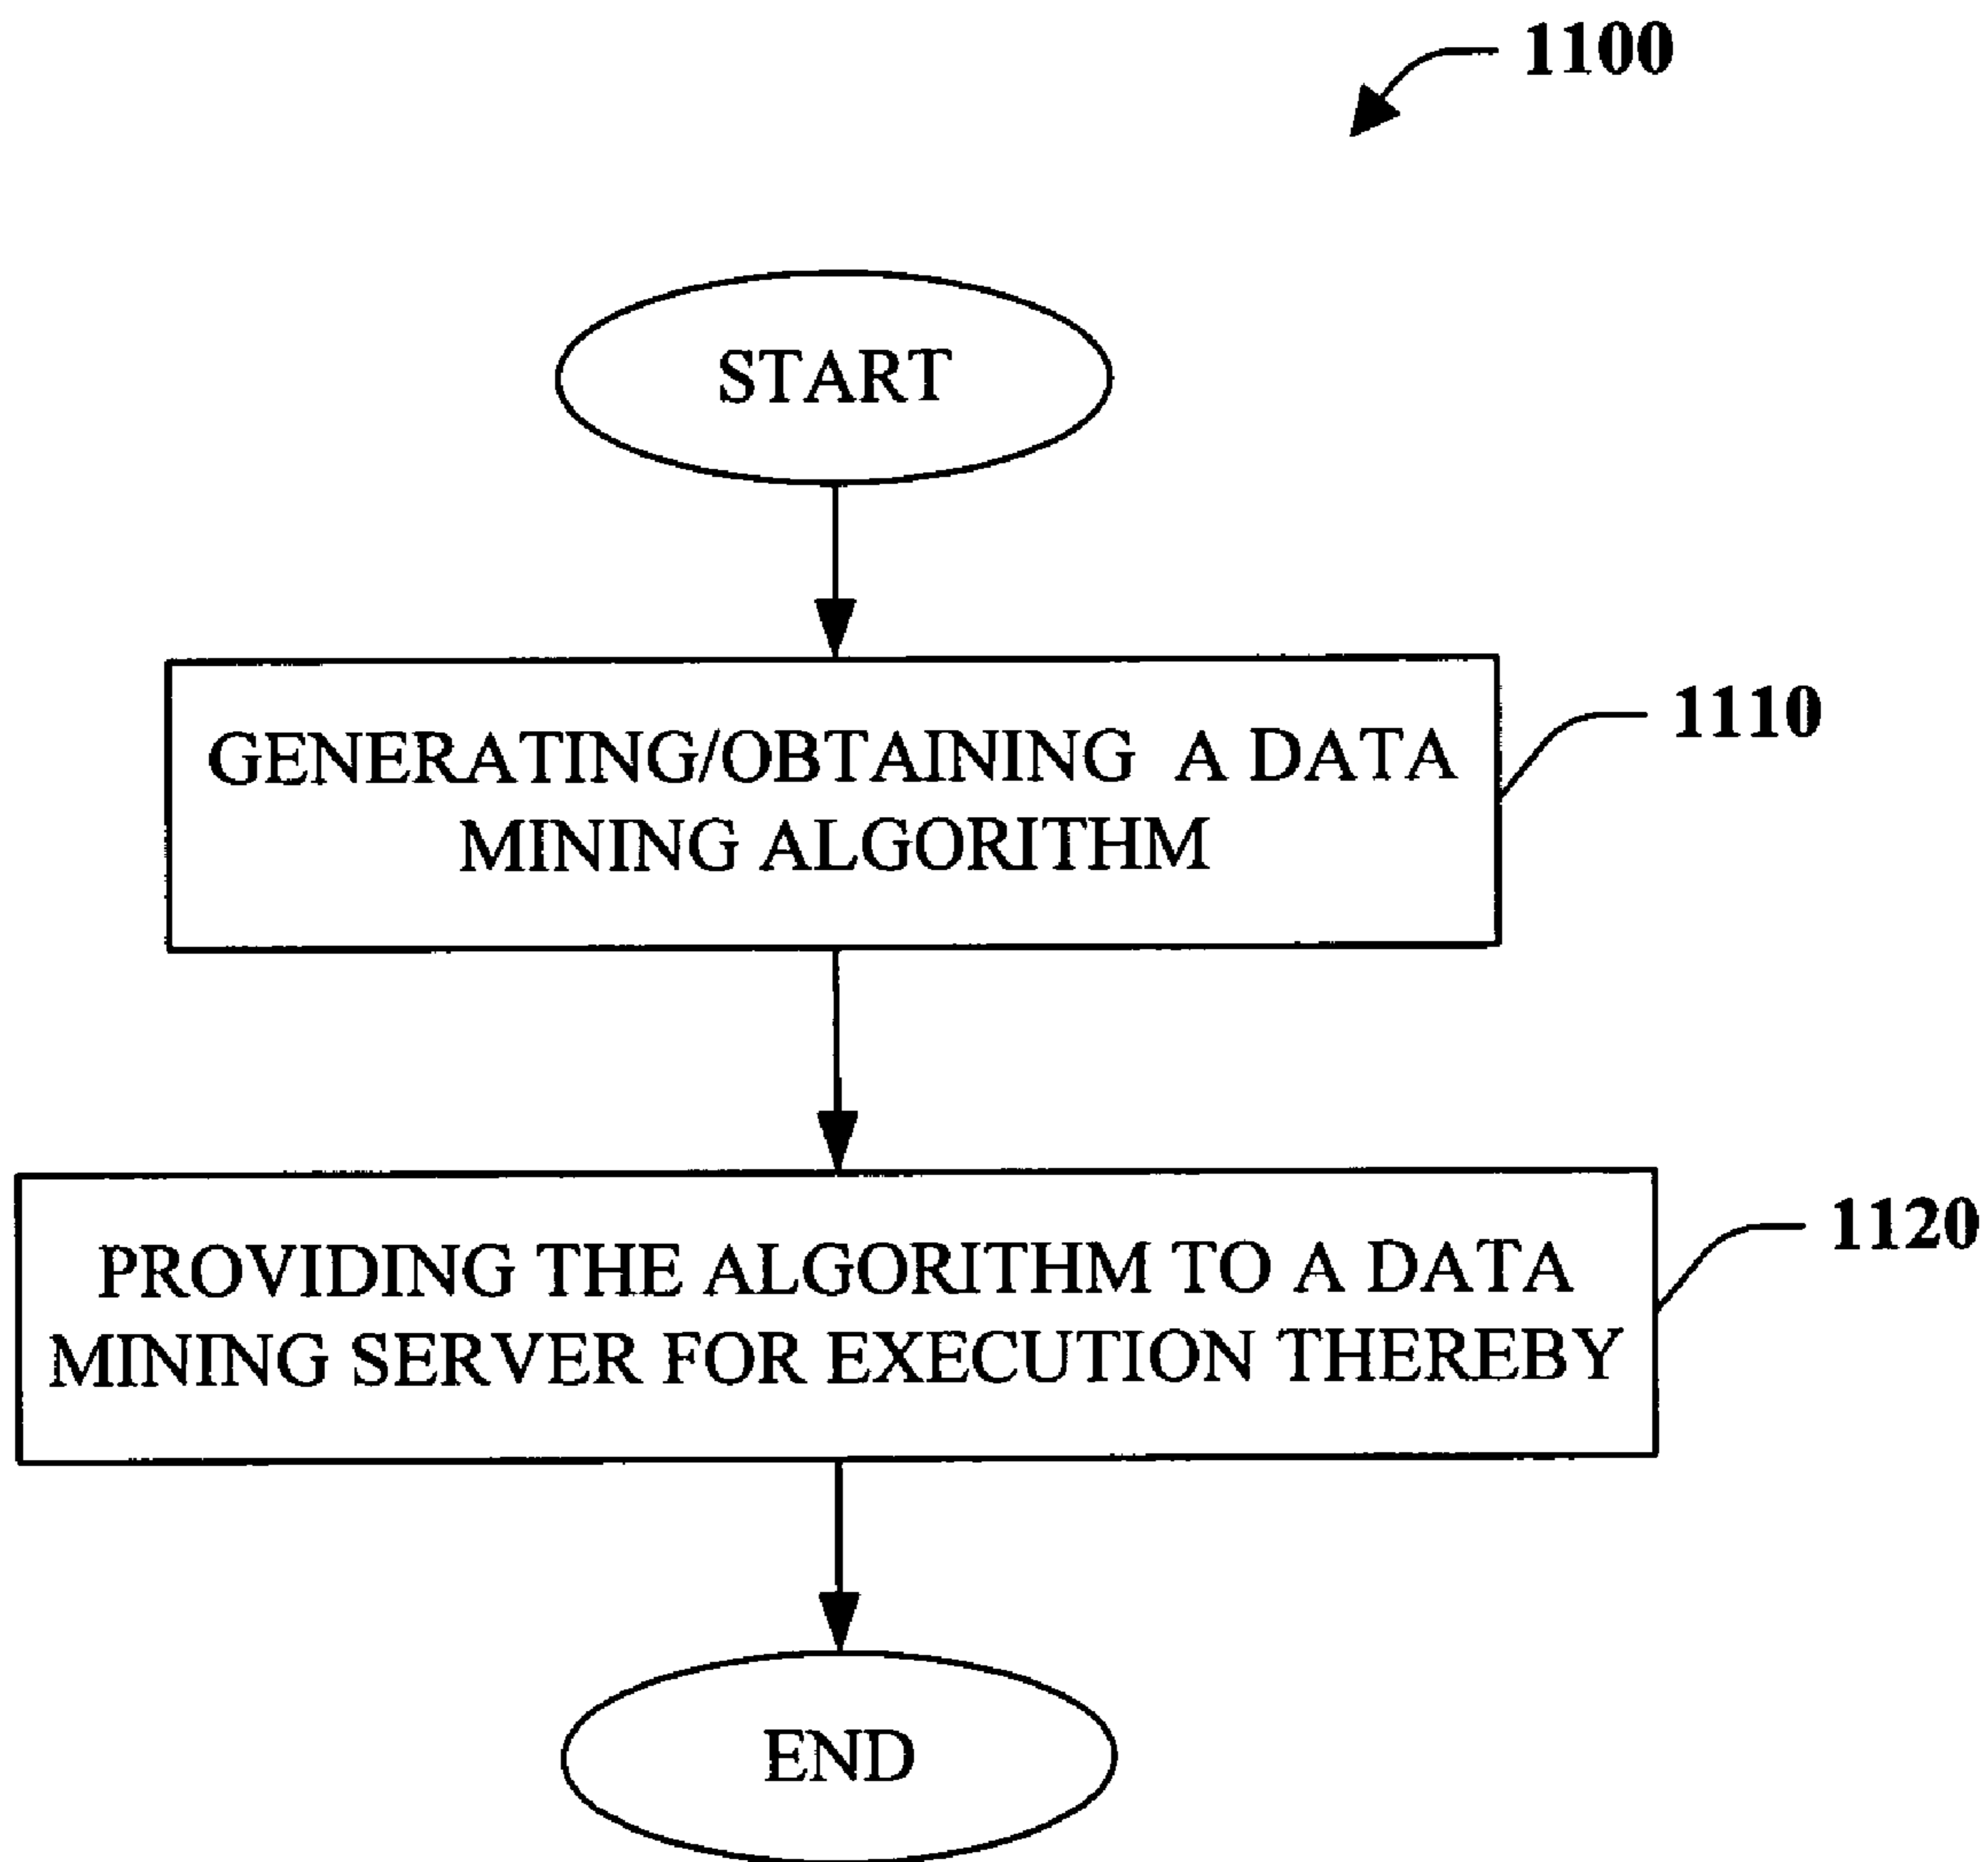 1100
START
GENERATING/OBTAINING A DATA
MINING ALGORITHM
1110
PROVIDING THE ALGORITHM TO A DATA
MINING SERVER FOR EXECUTION THEREBY
1120
END